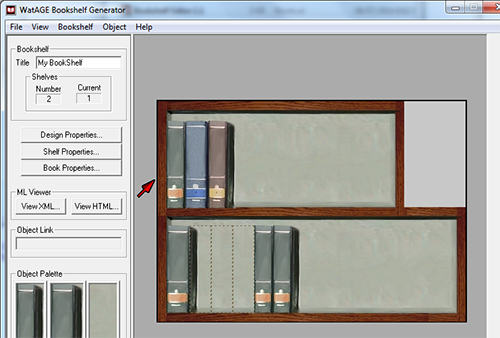 WatAGE Bookshelf Generator
File View Bookshelf Object Help
Bookshelf
Title My BookShelf
Shelves
Number Current
2 1
Design Properties...
Shelf Properties...
Book Properties...
ML Viewer
View XML... View HTML...
Object Link
Object Palette